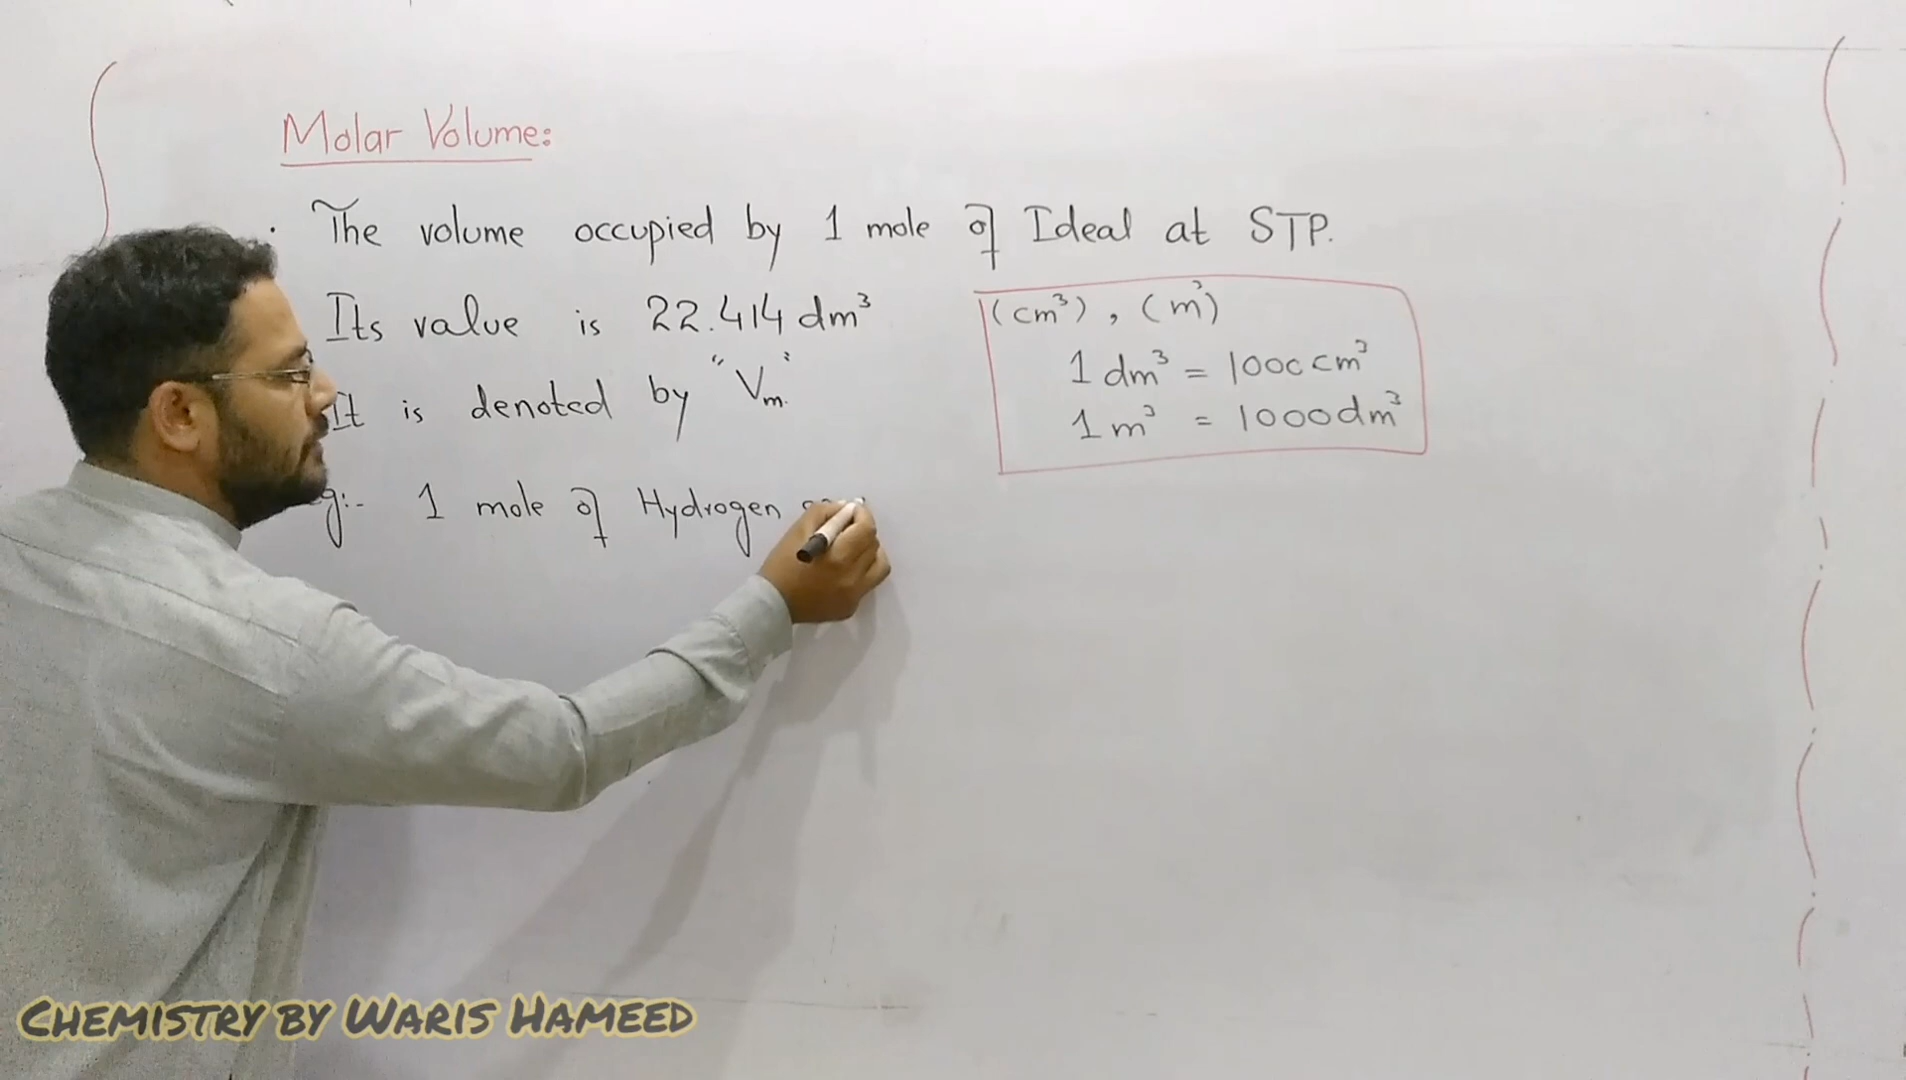 Molar Volume:
The volume occupied by 1 mole of Ideal at STP.
Its value is 22.414 dm³
(cm³), (m³)
1 dm³ = 1000 cm³
1 m³ = 1000 dm³
It is denoted by "Vm"
g:- 1 mole of Hydrogen
CHEMISTRY BY WARIS HAMEED